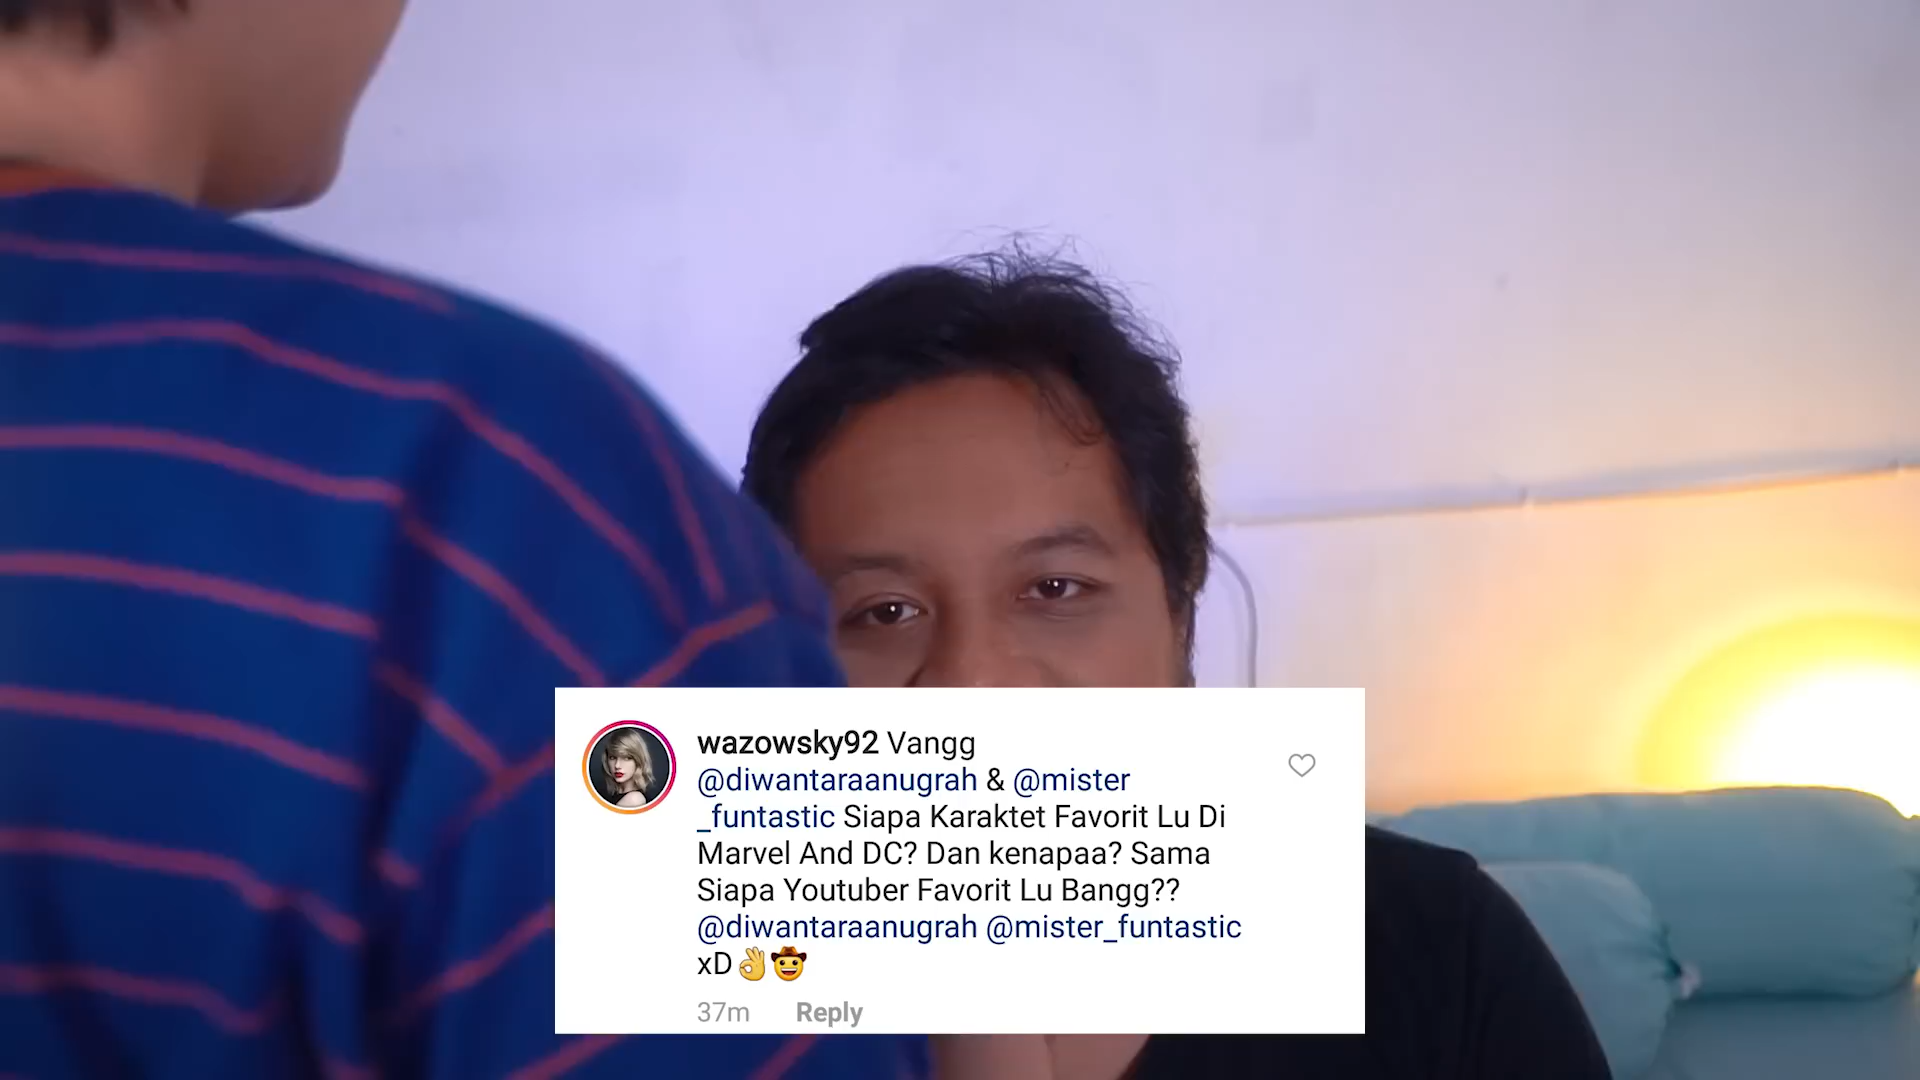 wazowsky92 Vangg
@diwantaraanugrah & @mister
_funtastic Siapa Karaktet Favorit Lu Di
Marvel And DC? Dan kenapaa? Sama
Siapa Youtuber Favorit Lu Bangg??
@diwantaraanugrah @mister_funtastic
xD👌🤠
37m Reply